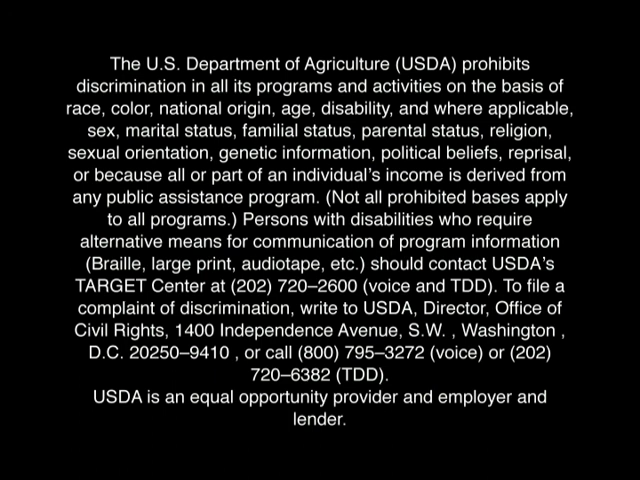 The U.S. Department of Agriculture (USDA) prohibits
discrimination in all its programs and activities on the basis of
race, color, national origin, age, disability, and where applicable,
sex, marital status, familial status, parental status, religion,
sexual orientation, genetic information, political beliefs, reprisal,
or because all or part of an individual's income is derived from
any public assistance program. (Not all prohibited bases apply
to all programs.) Persons with disabilities who require
alternative means for communication of program information
(Braille, large print, audiotape, etc.) should contact USDA's
TARGET Center at (202) 720–2600 (voice and TDD). To file a
complaint of discrimination, write to USDA, Director, Office of
Civil Rights, 1400 Independence Avenue, S.W. , Washington ,
D.C. 20250–9410 , or call (800) 795–3272 (voice) or (202)
720–6382 (TDD).
USDA is an equal opportunity provider and employer and
lender.